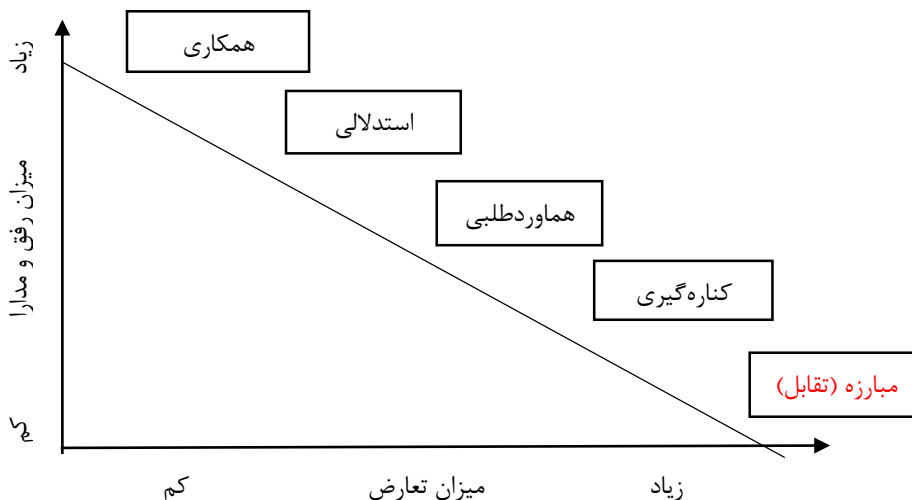 همکاری
زیاد
استدلالی
میزان رفق و مدارا
هماوردطلبی
کناره‌گیری
مبارزه (تقابل)
کم
کم
میزان تعارض
زیاد